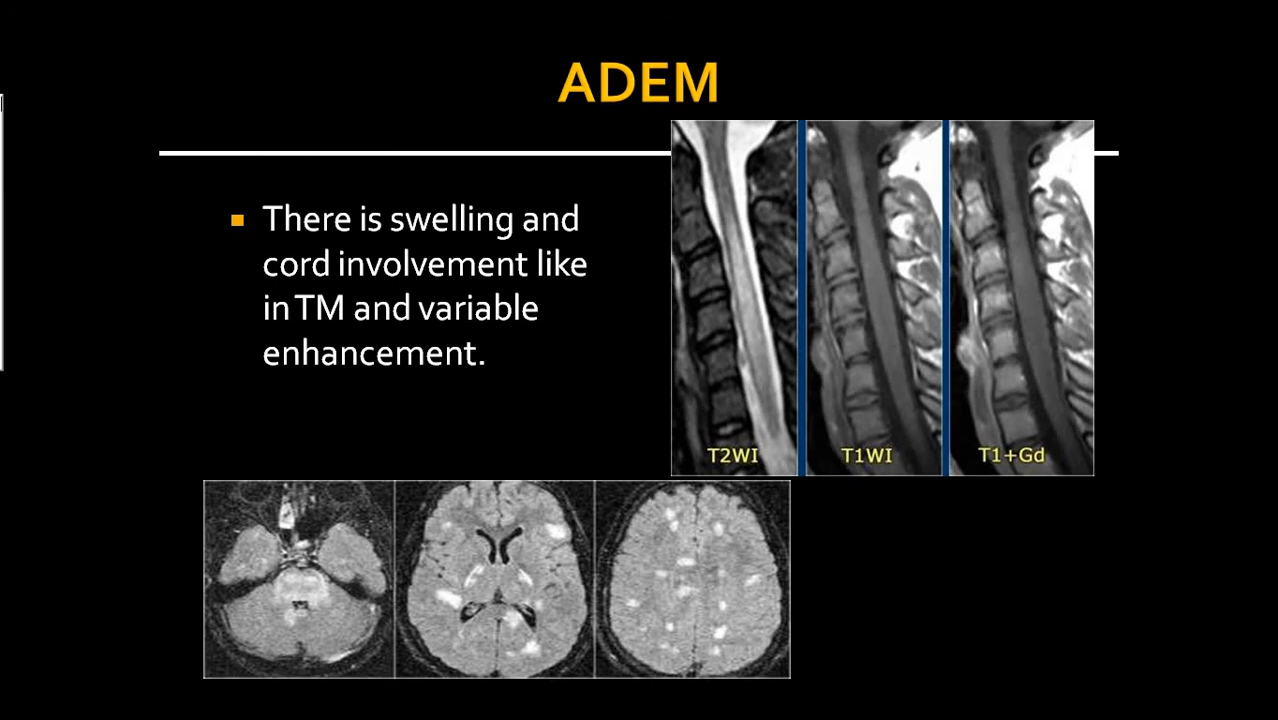 ADEM
There is swelling and
cord involvement like
in TM and variable
enhancement.
T2WI
T1WI
T1+Gd